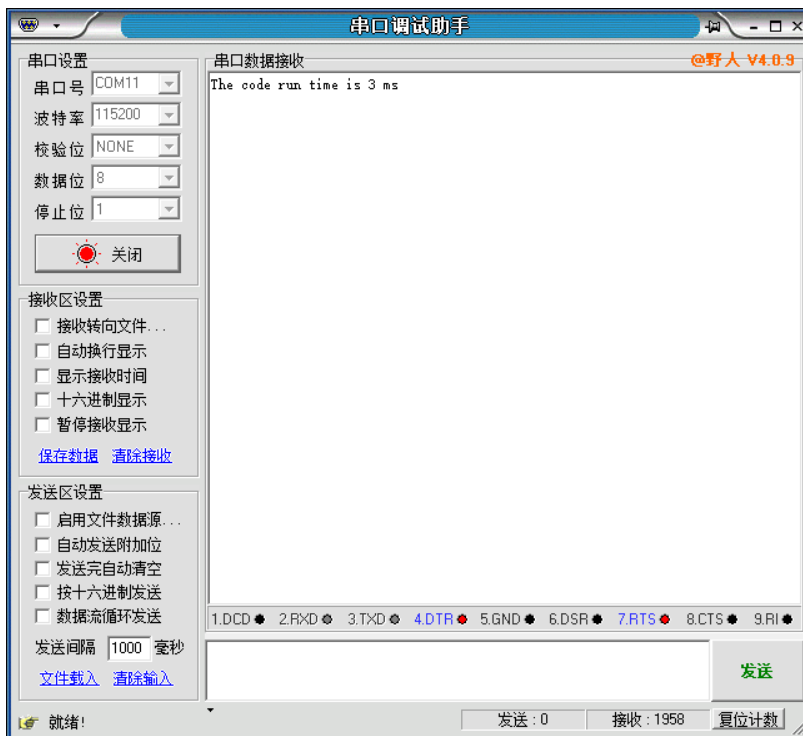 串口调试助手
串口设置
串口号 COM11
波特率 115200
校验位 NONE
数据位 8
停止位 1
关闭
接收区设置
接收转向文件...
自动换行显示
显示接收时间
十六进制显示
暂停接收显示
保存数据 清除接收
发送区设置
启用文件数据源...
自动发送附加位
发送完自动清空
按十六进制发送
数据流循环发送
发送间隔 1000 毫秒
文件载入 清除输入
串口数据接收 @野人 V4.0.9
The code run time is 3 ms
1.DCD 2.RXD 3.TXD 4.DTR 5.GND 6.DSR 7.RTS 8.CTS 9.RI
发送
就绪! 发送:0 接收:1958 复位计数